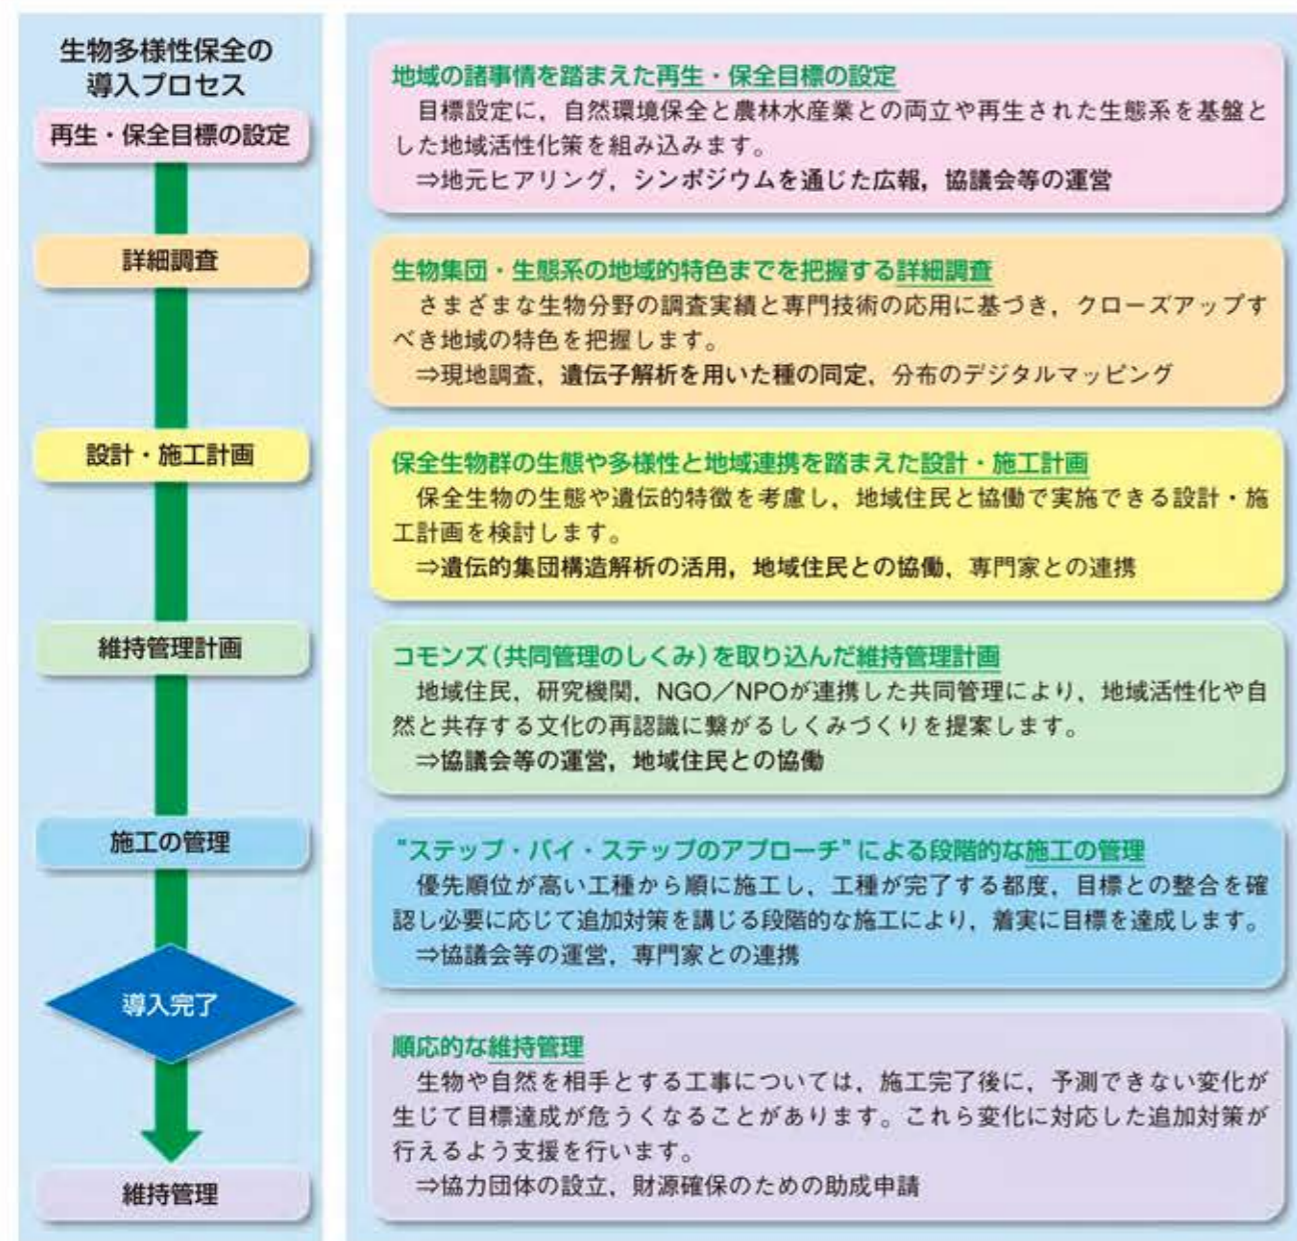 生物多様性保全の
導入プロセス
再生・保全目標の設定
詳細調査
設計・施工計画
維持管理計画
施工の管理
導入完了
維持管理
地域の諸事情を踏まえた再生・保全目標の設定
目標設定に，自然環境保全と農林水産業との両立や再生された生態系を基盤と
した地域活性化策を組み込みます。
⇒地元ヒアリング，シンポジウムを通じた広報，協議会等の運営
生物集団・生態系の地域的特色までを把握する詳細調査
さまざまな生物分野の調査実績と専門技術の応用に基づき，クローズアップす
べき地域の特色を把握します。
⇒現地調査，遺伝子解析を用いた種の同定，分布のデジタルマッピング
保全生物群の生態や多様性と地域連携を踏まえた設計・施工計画
保全生物の生態や遺伝的特徴を考慮し，地域住民と協働で実施できる設計・施
工計画を検討します。
⇒遺伝的集団構造解析の活用，地域住民との協働，専門家との連携
コモンズ（共同管理のしくみ）を取り込んだ維持管理計画
地域住民，研究機関，NGO／NPOが連携した共同管理により，地域活性化や自
然と共存する文化の再認識に繋がるしくみづくりを提案します。
⇒協議会等の運営，地域住民との協働
"ステップ・バイ・ステップのアプローチ"による段階的な施工の管理
優先順位が高い工種から順に施工し，工種が完了する都度，目標との整合を確
認し必要に応じて追加対策を講じる段階的な施工により，着実に目標を達成します。
⇒協議会等の運営，専門家との連携
順応的な維持管理
生物や自然を相手とする工事については，施工完了後に，予測できない変化が
生じて目標達成が危うくなることがあります。これら変化に対応した追加対策が
行えるよう支援を行います。
⇒協力団体の設立，財源確保のための助成申請